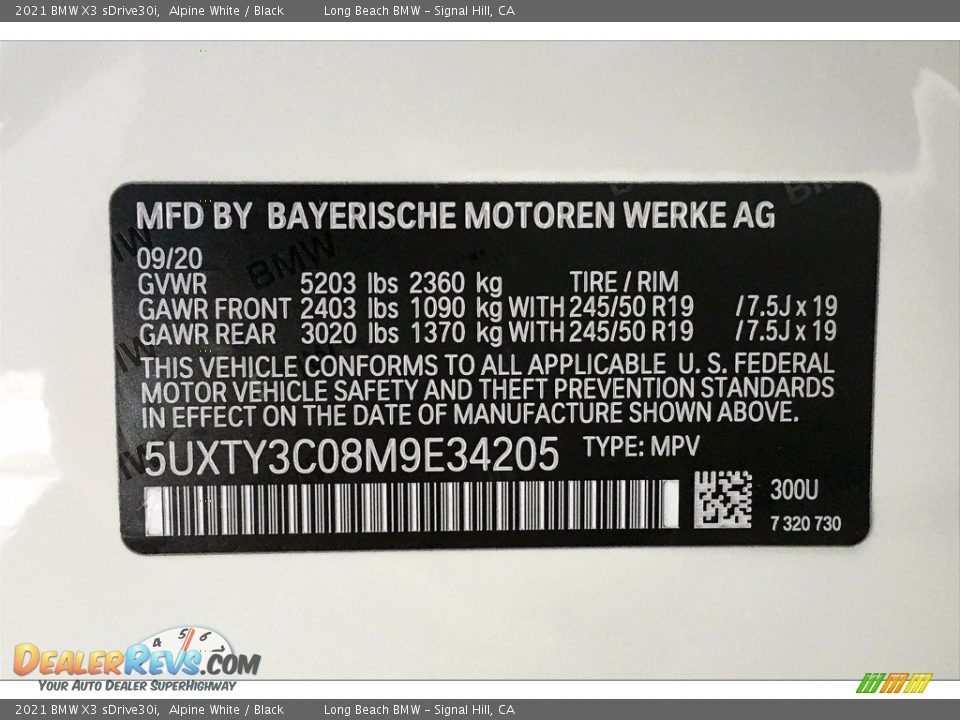 2021 BMW X3 sDrive30i,  Alpine White / Black          Long Beach BMW - Signal Hill, CA
MFD BY BAYERISCHE MOTOREN WERKE AG
09/20
GVWR 5203 lbs 2360 kg TIRE / RIM
GAWR FRONT 2403 lbs 1090 kg WITH 245/50 R19 / 7.5J x 19
GAWR REAR 3020 lbs 1370 kg WITH 245/50 R19 / 7.5J x 19
THIS VEHICLE CONFORMS TO ALL APPLICABLE U. S. FEDERAL
MOTOR VEHICLE SAFETY AND THEFT PREVENTION STANDARDS
IN EFFECT ON THE DATE OF MANUFACTURE SHOWN ABOVE.
5UXTY3C08M9E34205 TYPE: MPV
300U
7 320 730
4 5 6 7
DEALERREVS.COM
YOUR AUTO DEALER SUPERHIGHWAY
2021 BMW X3 sDrive30i,  Alpine White / Black          Long Beach BMW - Signal Hill, CA